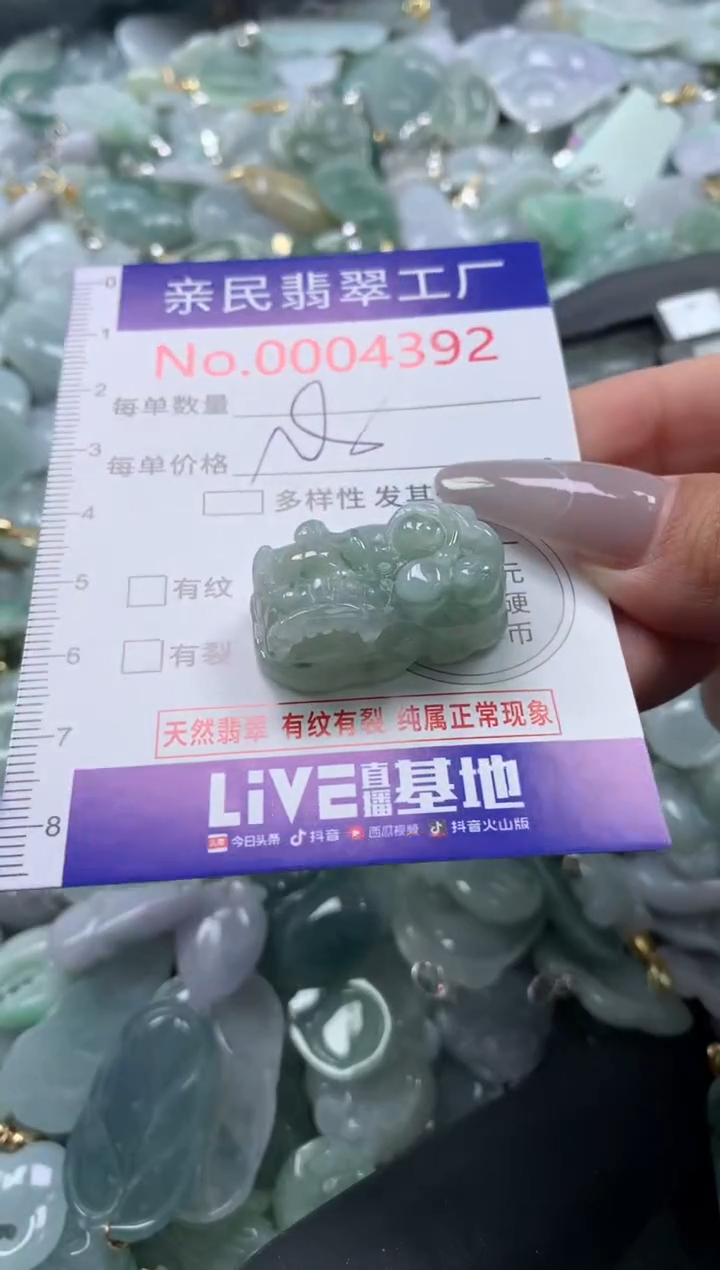 亲民翡翠工厂
No.0004392
每单数量
每单价格
多样性 发其
有纹
元
硬
有裂
币
天然翡翠 有纹有裂 纯属正常现象
LiVE直播基地
头条 今日头条 抖音 西瓜视频 抖音火山版
0
1
2
3
4
5
6
7
8